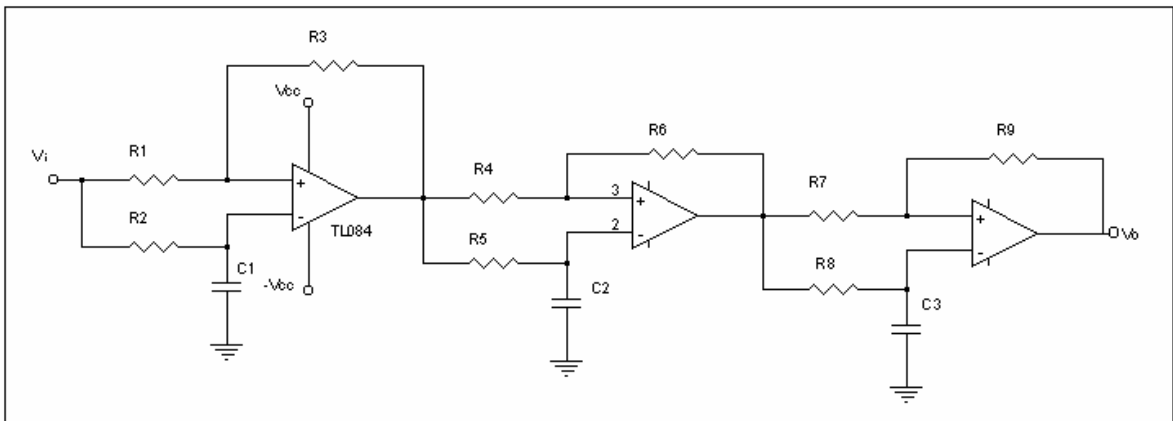 R3
Vcc
Vi
R1
R2
+
-
TL084
C1
-Vcc
R4
R5
R6
3
2
+
-
C2
R7
R8
R9
+
-
C3
Vo